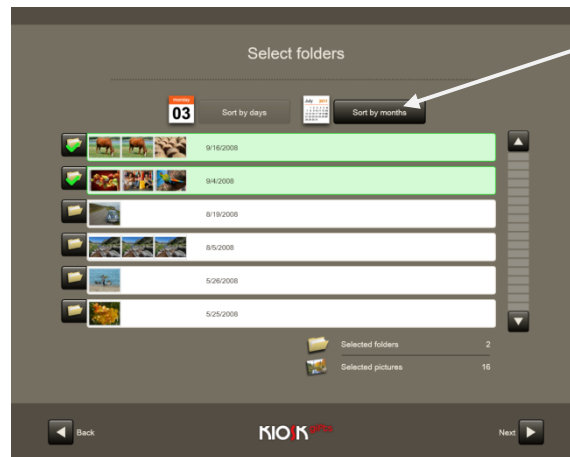 Select folders
Monday
03
Sort by days
July
Sort by months
9/16/2008
9/4/2008
8/19/2008
8/5/2008
5/26/2008
5/25/2008
Selected folders 2
Selected pictures 16
Back
KIOSK
Next